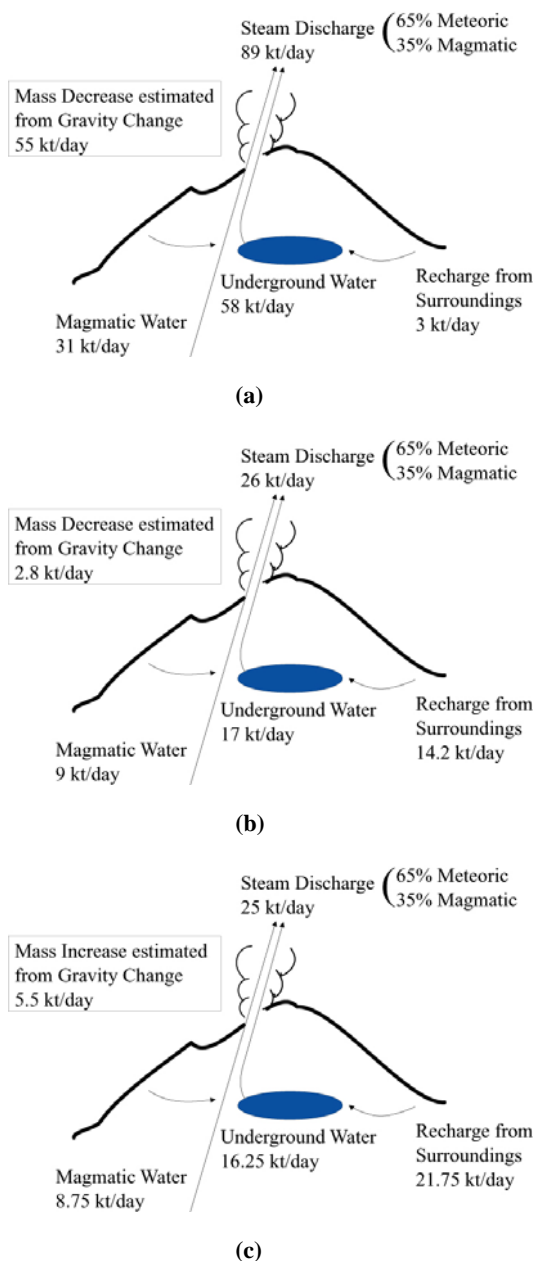 Steam Discharge
89 kt/day
65% Meteoric
35% Magmatic
Mass Decrease estimated
from Gravity Change
55 kt/day
Underground Water
58 kt/day
Recharge from
Surroundings
3 kt/day
Magmatic Water
31 kt/day
(a)
Steam Discharge
26 kt/day
65% Meteoric
35% Magmatic
Mass Decrease estimated
from Gravity Change
2.8 kt/day
Underground Water
17 kt/day
Recharge from
Surroundings
14.2 kt/day
Magmatic Water
9 kt/day
(b)
Steam Discharge
25 kt/day
65% Meteoric
35% Magmatic
Mass Increase estimated
from Gravity Change
5.5 kt/day
Underground Water
16.25 kt/day
Recharge from
Surroundings
21.75 kt/day
Magmatic Water
8.75 kt/day
(c)